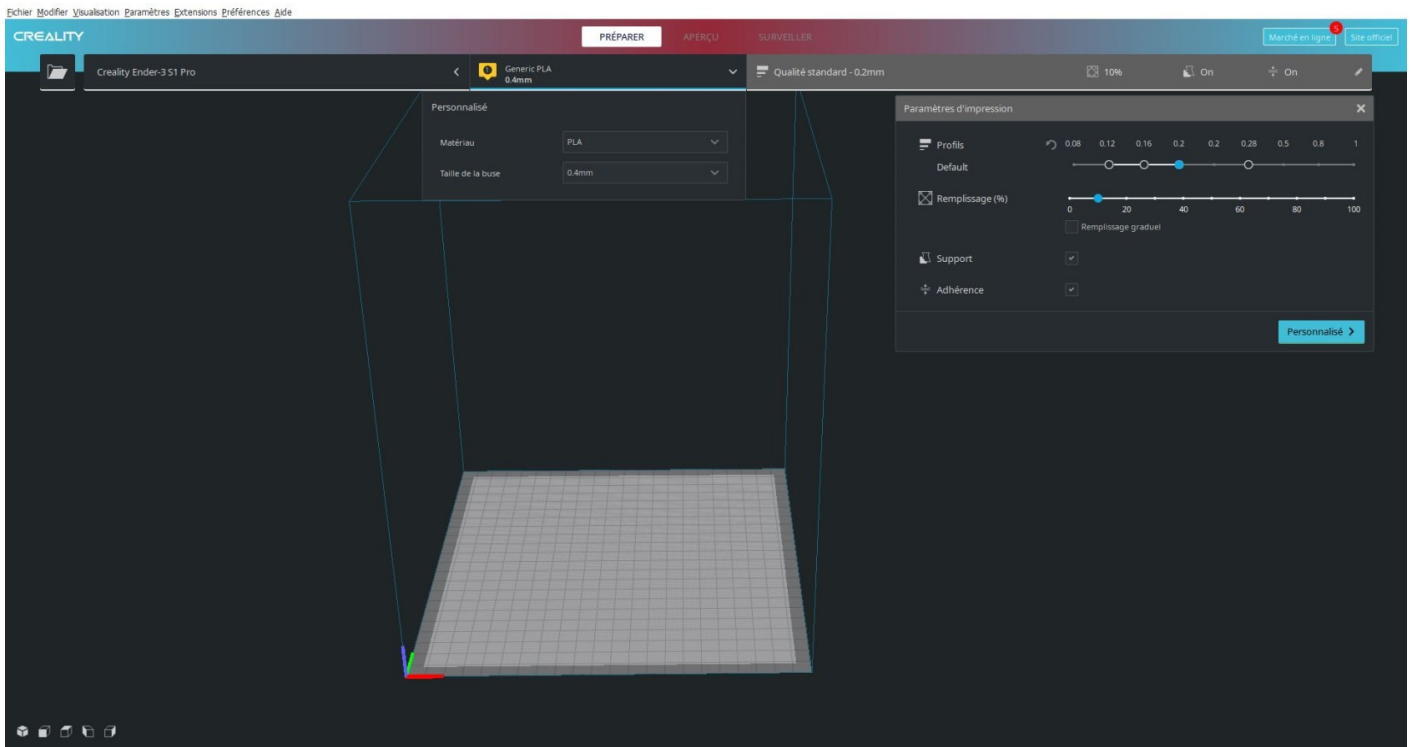 Fichier Modifier Visualisation Paramètres Extensions Préférences Aide
CREALITY
PRÉPARER APERÇU SURVEILLER
Marché en ligne 5 Site officiel
Creality Ender-3 S1 Pro
Generic PLA
0.4mm
Qualité standard - 0.2mm
10% On On
Personnalisé
Matériau PLA
Taille de la buse 0.4mm
Paramètres d'impression
Profils 0.08 0.12 0.16 0.2 0.2 0.28 0.5 0.8 1
Default
Remplissage (%)
0 20 40 60 80 100
Remplissage graduel
Support
Adhérence
Personnalisé